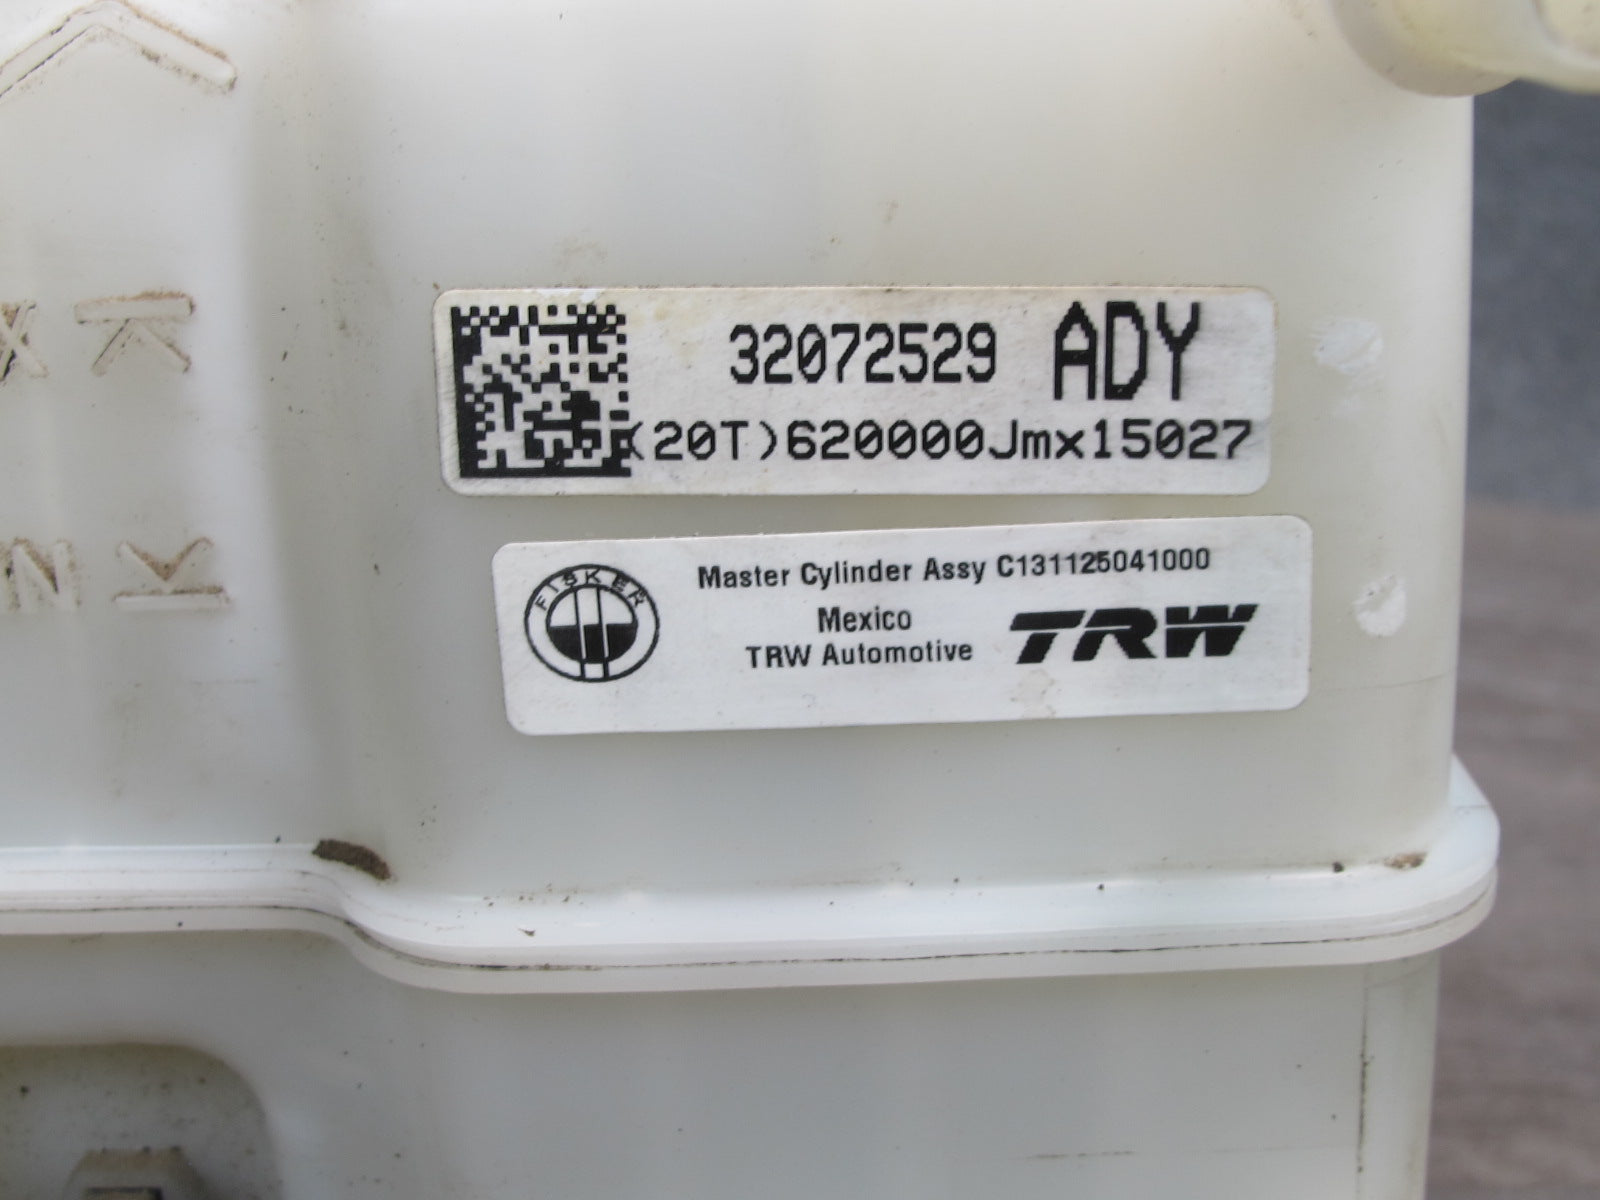 32072529 ADY
(20T)620000Jmx15027
FISKER
Master Cylinder Assy C131125041000
Mexico
TRW Automotive
TRW